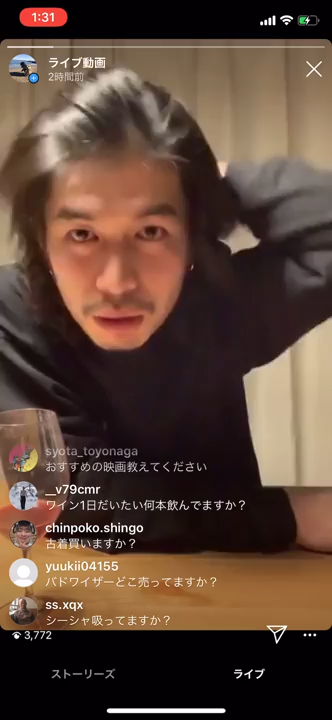 1:31
ライブ動画
2時間前
syota_toyonaga
おすすめの映画教えてください
__v79cmr
ワイン1日だいたい何本飲んでますか？
chinpoko.shingo
古着買いますか？
yuukii04155
バドワイザーどこ売ってますか？
ss.xqx
シーシャ吸ってますか？
3,772
ストーリーズ
ライブ